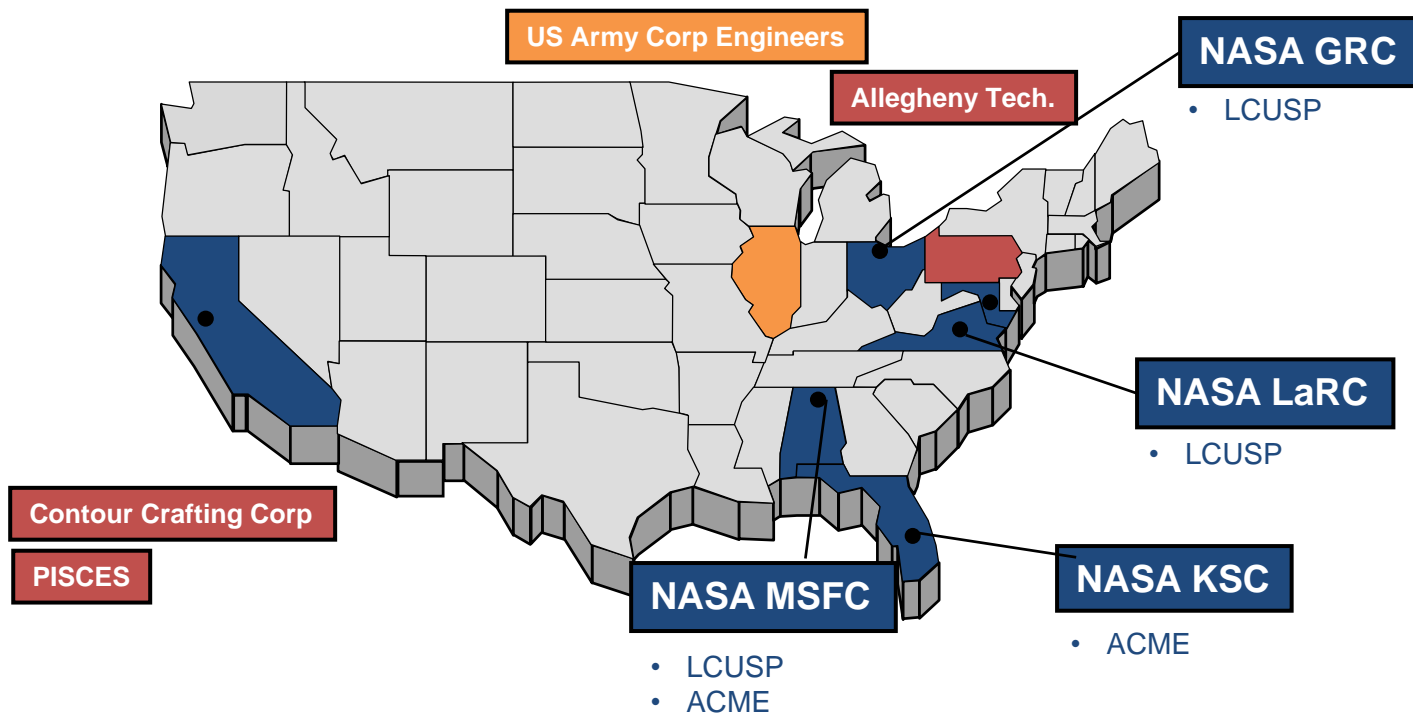 US Army Corp Engineers
NASA GRC
• LCUSP
Allegheny Tech.
NASA LaRC
• LCUSP
Contour Crafting Corp
PISCES
NASA MSFC
• LCUSP
• ACME
NASA KSC
• ACME